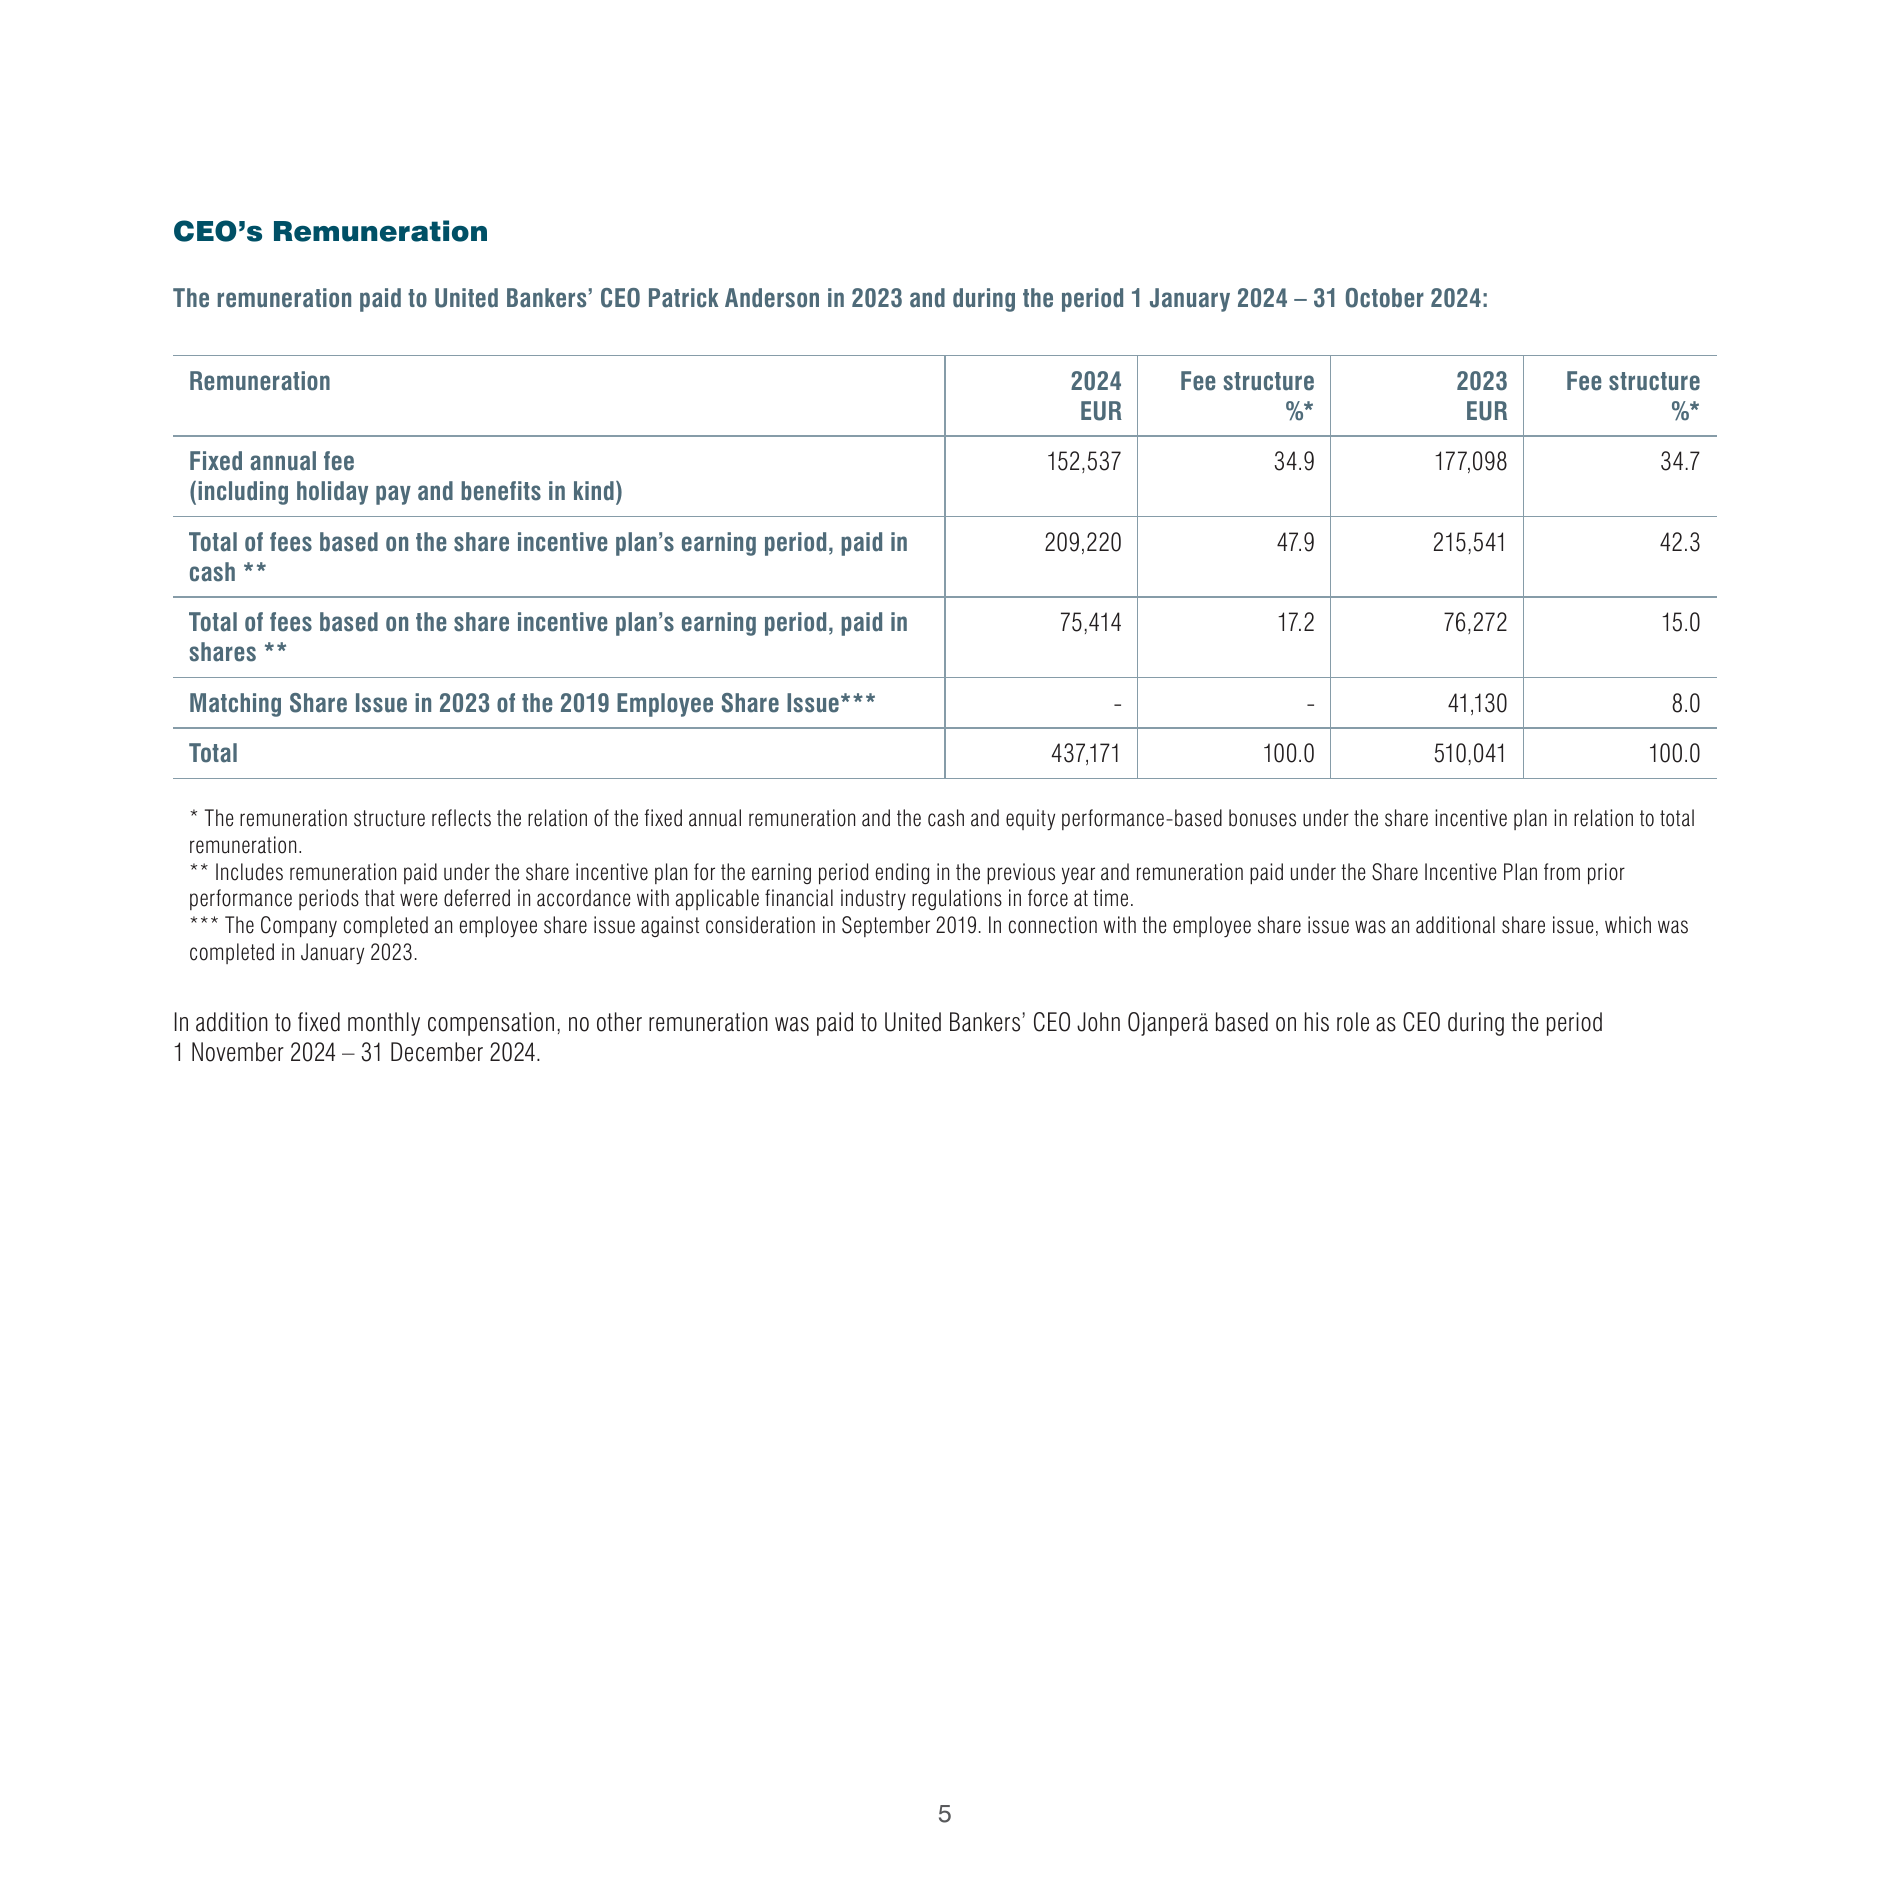 CEO’s Remuneration
The remuneration paid to United Bankers’ CEO Patrick Anderson in 2023 and during the period 1 January 2024 – 31 October 2024:
Remuneration 2024 EUR Fee structure %* 2023 EUR Fee structure %*
Fixed annual fee 152,537 34.9 177,098 34.7
(including holiday pay and benefits in kind)
Total of fees based on the share incentive plan’s earning period, paid in 209,220 47.9 215,541 42.3
cash **
Total of fees based on the share incentive plan’s earning period, paid in 75,414 17.2 76,272 15.0
shares **
Matching Share Issue in 2023 of the 2019 Employee Share Issue*** - - 41,130 8.0
Total 437,171 100.0 510,041 100.0
* The remuneration structure reflects the relation of the fixed annual remuneration and the cash and equity performance-based bonuses under the share incentive plan in relation to total
remuneration.
** Includes remuneration paid under the share incentive plan for the earning period ending in the previous year and remuneration paid under the Share Incentive Plan from prior
performance periods that were deferred in accordance with applicable financial industry regulations in force at time.
*** The Company completed an employee share issue against consideration in September 2019. In connection with the employee share issue was an additional share issue, which was
completed in January 2023.
In addition to fixed monthly compensation, no other remuneration was paid to United Bankers’ CEO John Ojanperä based on his role as CEO during the period
1 November 2024 – 31 December 2024.
5